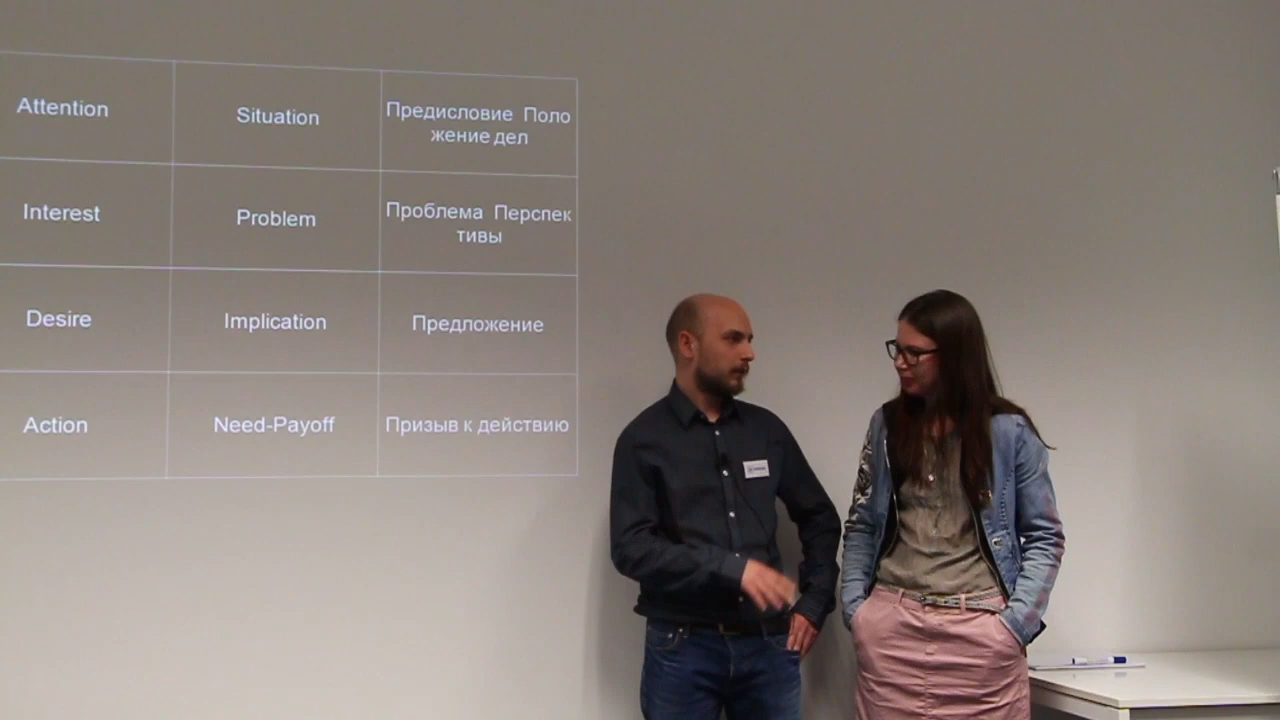 Attention
Situation
Предисловие Поло
жение дел
Interest
Problem
Проблема Перспек
тивы
Desire
Implication
Предложение
Action
Need-Payoff
Призыв к действию